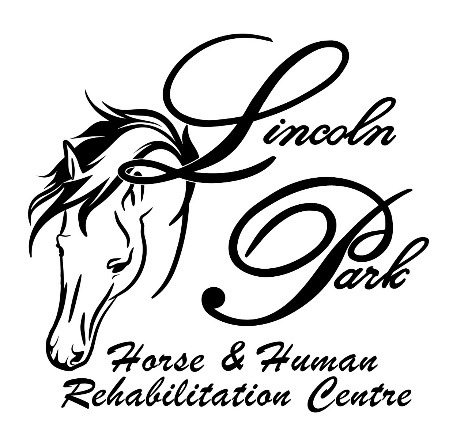 Lincoln
Park
Horse & Human
Rehabilitation Centre